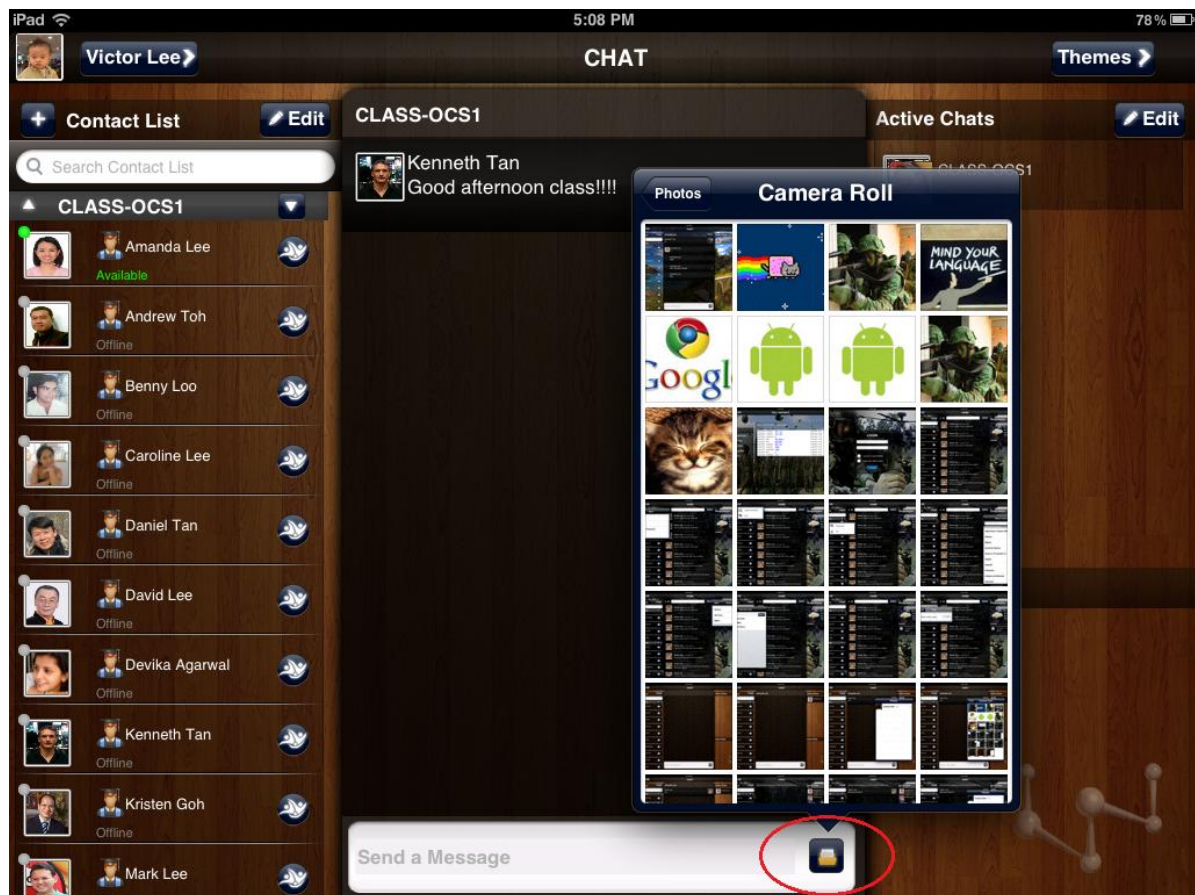 iPad 5:08 PM 78%
Victor Lee CHAT Themes
+ Contact List Edit
CLASS-OCS1
Active Chats Edit
Search Contact List
CLASS-OCS1
Amanda Lee
Available
Andrew Toh
Offline
Benny Loo
Offline
Caroline Lee
Offline
Daniel Tan
Offline
David Lee
Offline
Devika Agarwal
Offline
Kenneth Tan
Offline
Kristen Goh
Offline
Mark Lee
Kenneth Tan
Good afternoon class!!!!
CLASS-OCS1
Photos Camera Roll
MIND YOUR
LANGUAGE
Googl
Send a Message